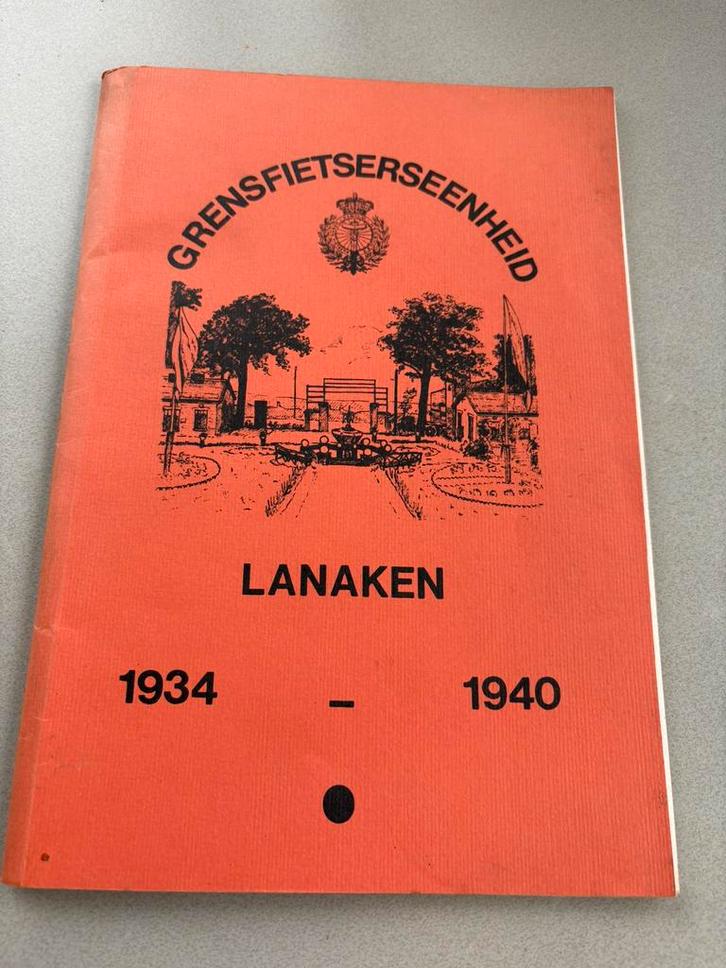 GRENSFIETSERSEENHEID
LANAKEN
1934 – 1940